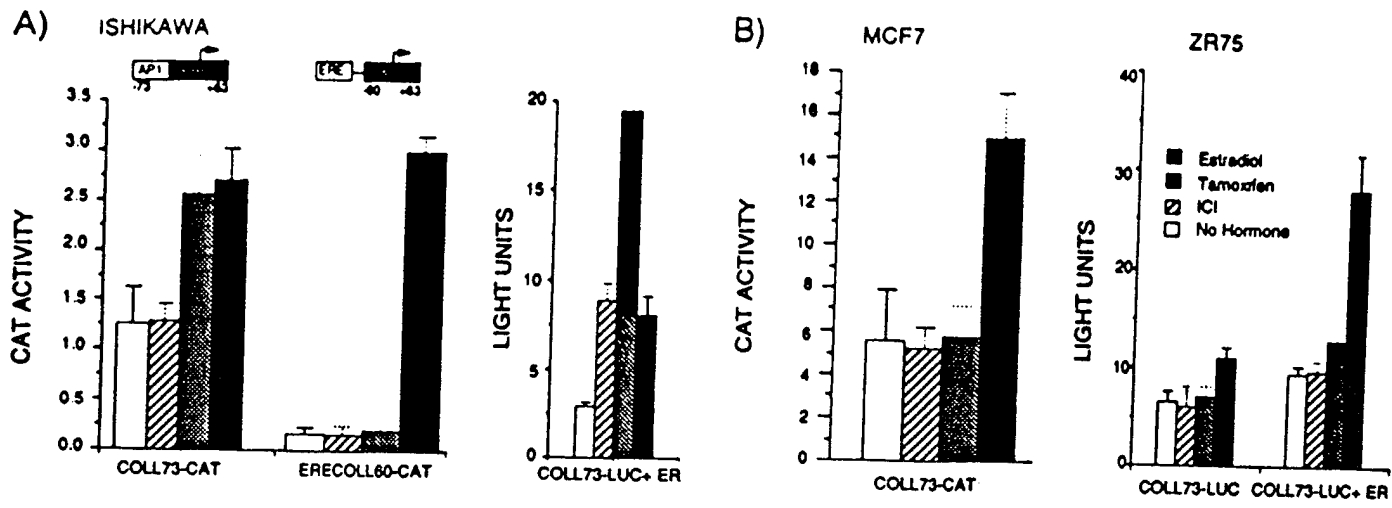 A) ISHIKAWA
AP1
-73 +63
ERE
-60 +63
CAT ACTIVITY
3.5
3.0
2.5
2.0
1.5
1.0
0.5
0.0
COLL73-CAT ERECOLL60-CAT
LIGHT UNITS
20
15
10
5
0
COLL73-LUC+ ER
B) MCF7
CAT ACTIVITY
18
16
14
12
10
8
6
4
2
0
COLL73-CAT
ZR75
LIGHT UNITS
40
30
20
10
0
Estradiol
Tamoxifen
ICI
No Hormone
COLL73-LUC COLL73-LUC+ ER